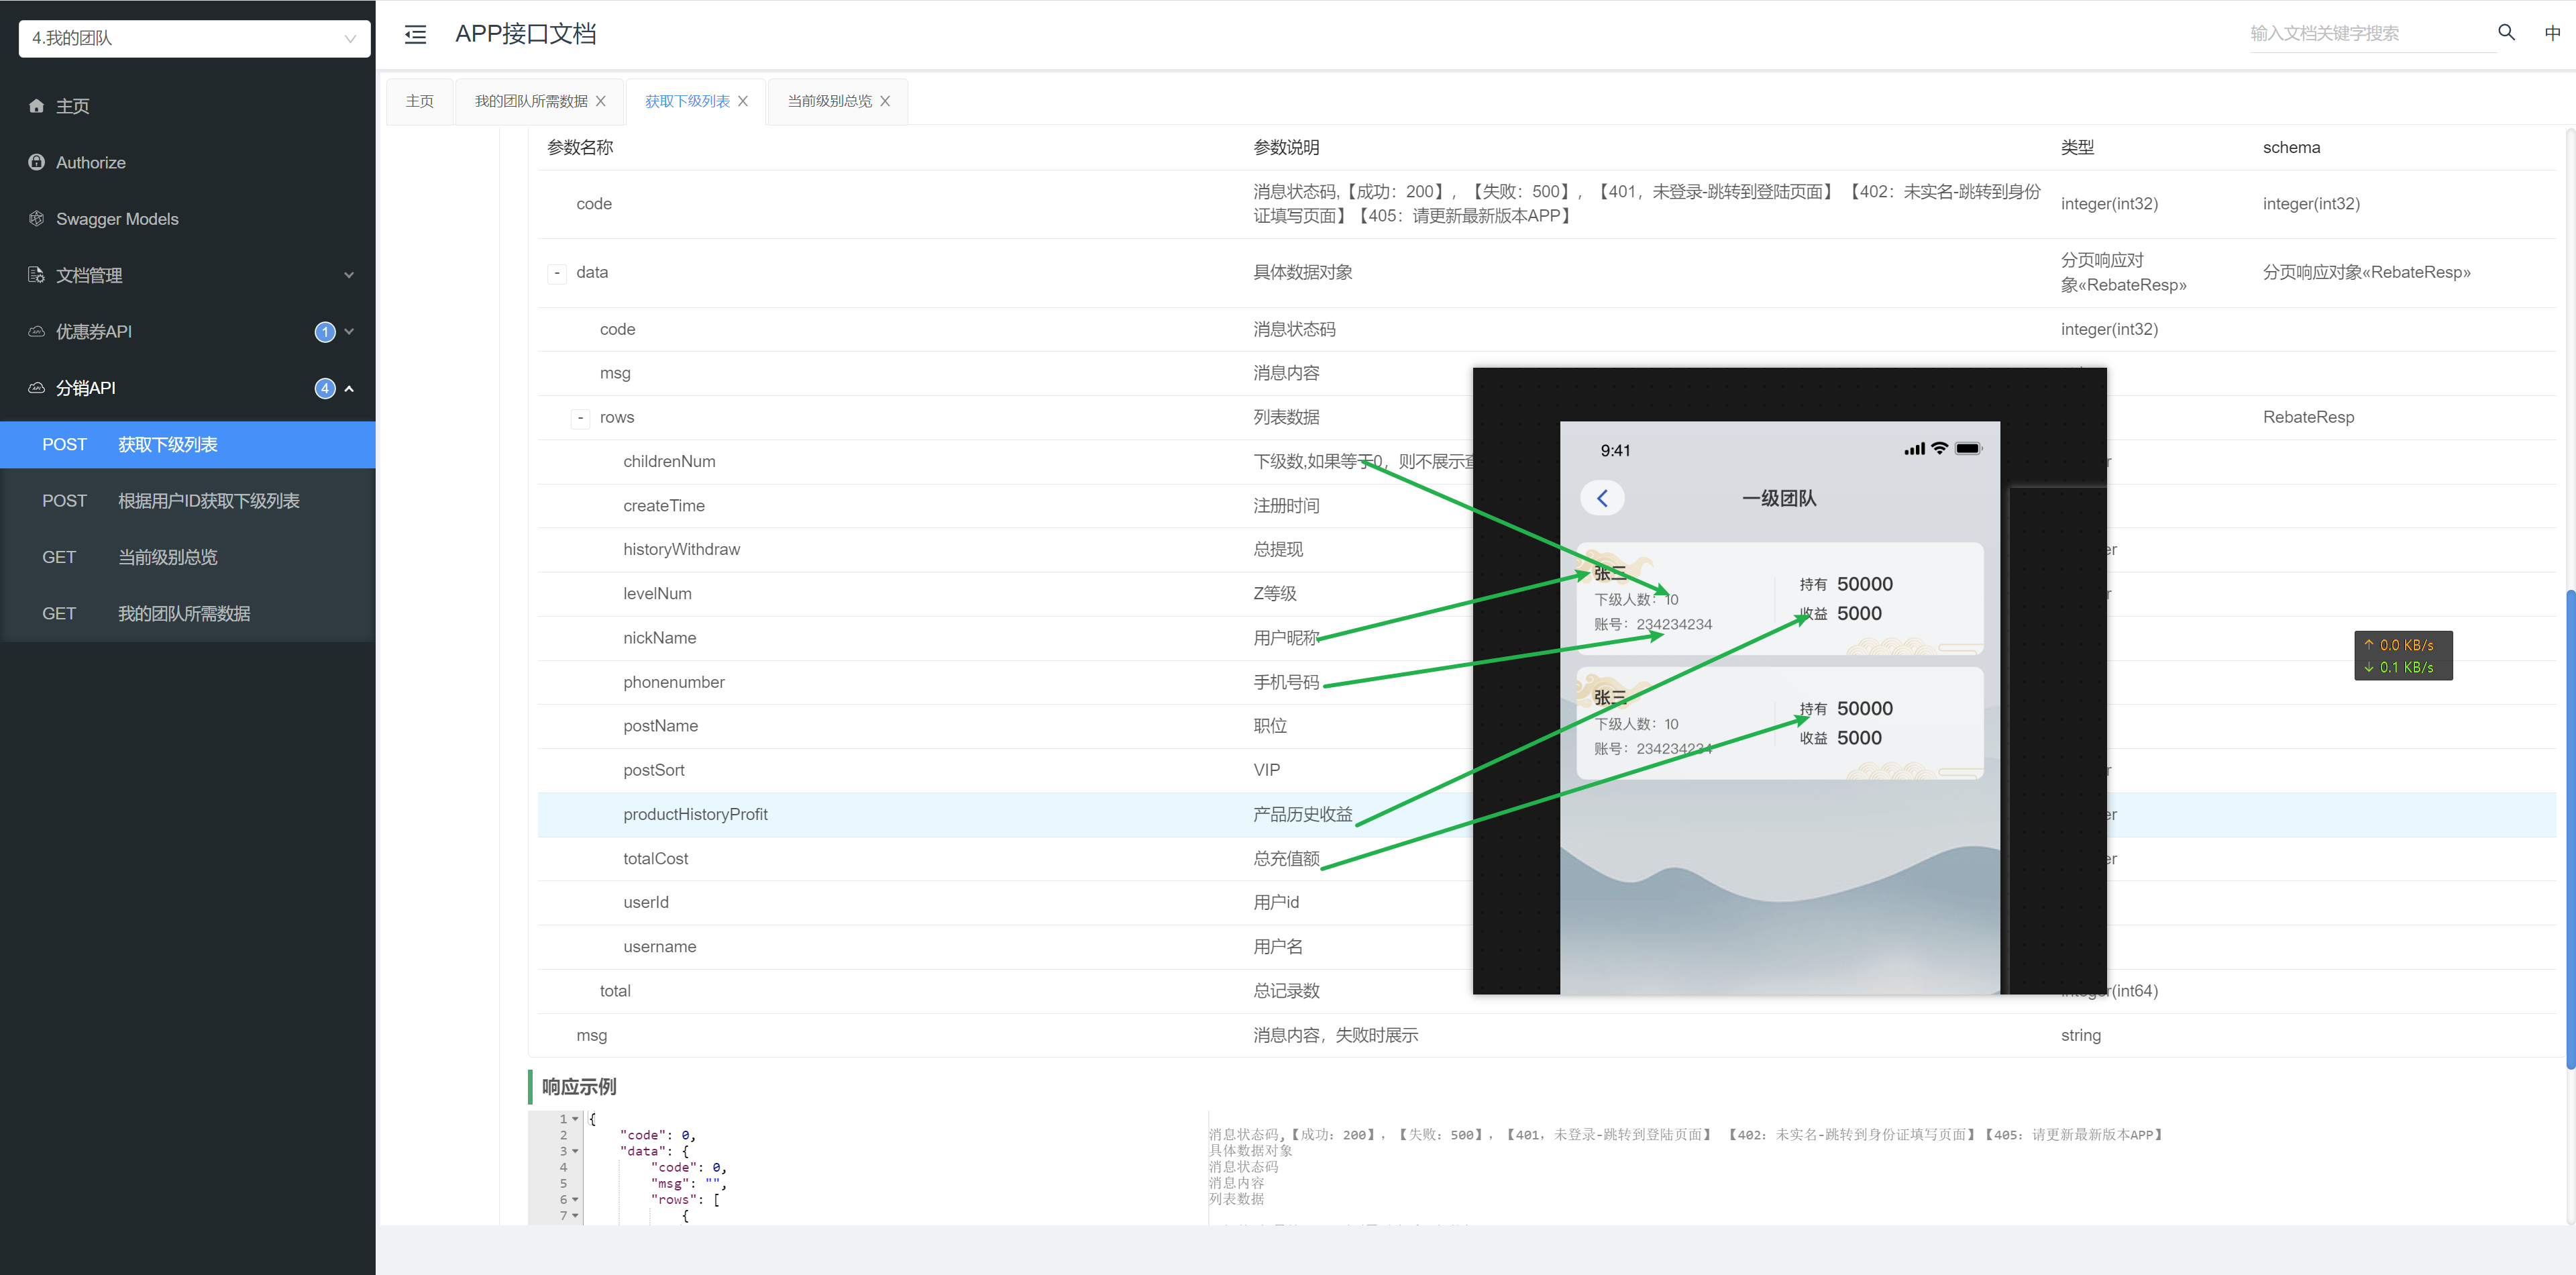 4.我的团队
主页
Authorize
Swagger Models
文档管理
优惠券API 1
分销API 4
POST 获取下级列表
POST 根据用户ID获取下级列表
GET 当前级别总览
GET 我的团队所需数据
APP接口文档
输入文档关键字搜索
中
主页 我的团队所需数据 获取下级列表 当前级别总览
参数名称 参数说明 类型 schema
code 消息状态码,【成功：200】，【失败：500】，【401，未登录-跳转到登陆页面】 【402：未实名-跳转到身份证填写页面】【405：请更新最新版本APP】 integer(int32) integer(int32)
- data 具体数据对象 分页响应对象«RebateResp» 分页响应对象«RebateResp»
code 消息状态码 integer(int32)
msg 消息内容
- rows 列表数据 RebateResp
childrenNum 下级数,如果等于0，则不展示
createTime 注册时间
historyWithdraw 总提现
levelNum Z等级
nickName 用户昵称
phonenumber 手机号码
postName 职位
postSort VIP
productHistoryProfit 产品历史收益
totalCost 总充值额
userId 用户id
username 用户名
total 总记录数 integer(int64)
msg 消息内容，失败时展示 string
9:41
一级团队
张三
下级人数：10
账号：234234234
持有 50000
收益 5000
张三
下级人数：10
账号：234234234
持有 50000
收益 5000
↑ 0.0 KB/s
↓ 0.1 KB/s
响应示例
1 {
2 "code": 0, 消息状态码,【成功：200】，【失败：500】，【401，未登录-跳转到登陆页面】 【402：未实名-跳转到身份证填写页面】【405：请更新最新版本APP】
3 "data": { 具体数据对象
4 "code": 0, 消息状态码
5 "msg": "", 消息内容
6 "rows": [ 列表数据
7 {